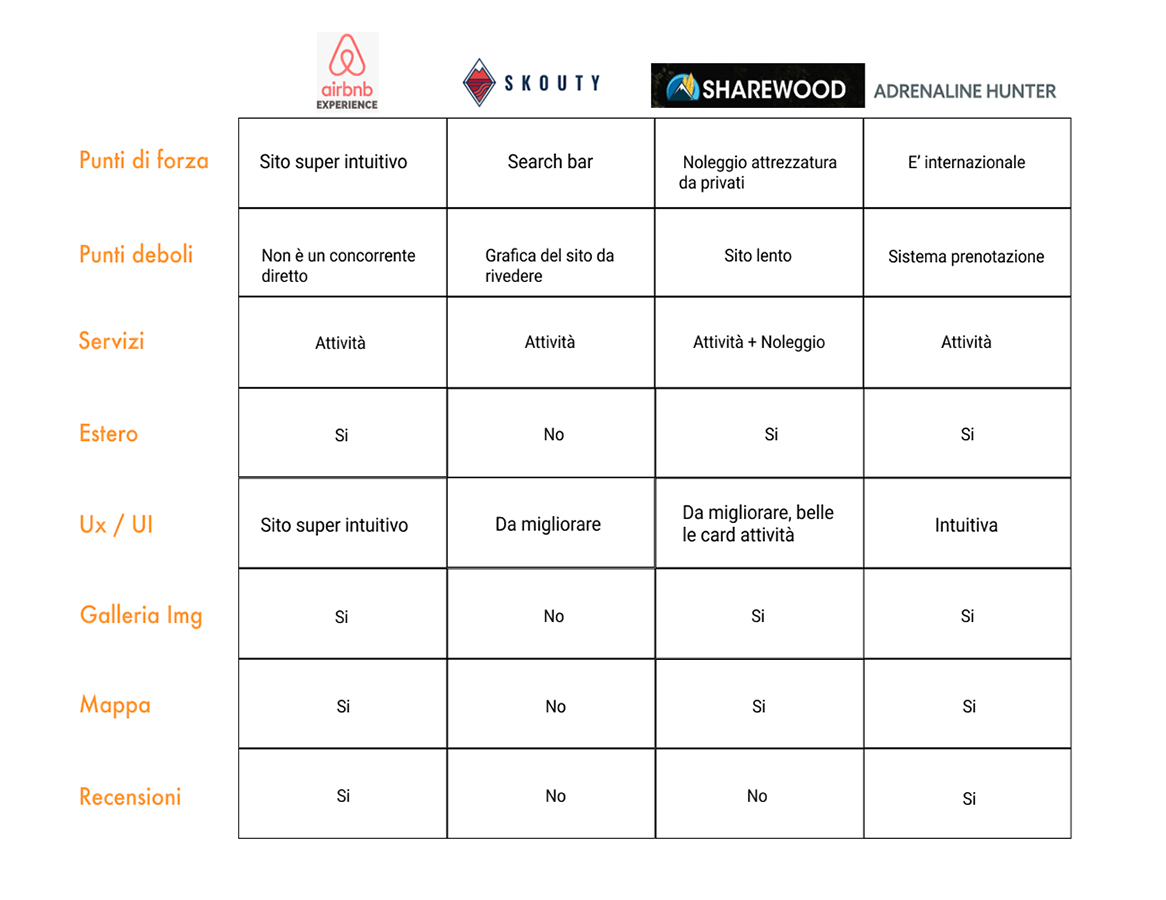 airbnb
EXPERIENCE
SKOUTY
SHAREWOOD
ADRENALINE HUNTER
Punti di forza
Sito super intuitivo
Search bar
Noleggio attrezzatura
da privati
E' internazionale
Punti deboli
Non è un concorrente
diretto
Grafica del sito da
rivedere
Sito lento
Sistema prenotazione
Servizi
Attività
Attività
Attività + Noleggio
Attività
Estero
Si
No
Si
Si
Ux / UI
Sito super intuitivo
Da migliorare
Da migliorare, belle
le card attività
Intuitiva
Galleria Img
Si
No
Si
Si
Mappa
Si
No
Si
Si
Recensioni
Si
No
No
Si